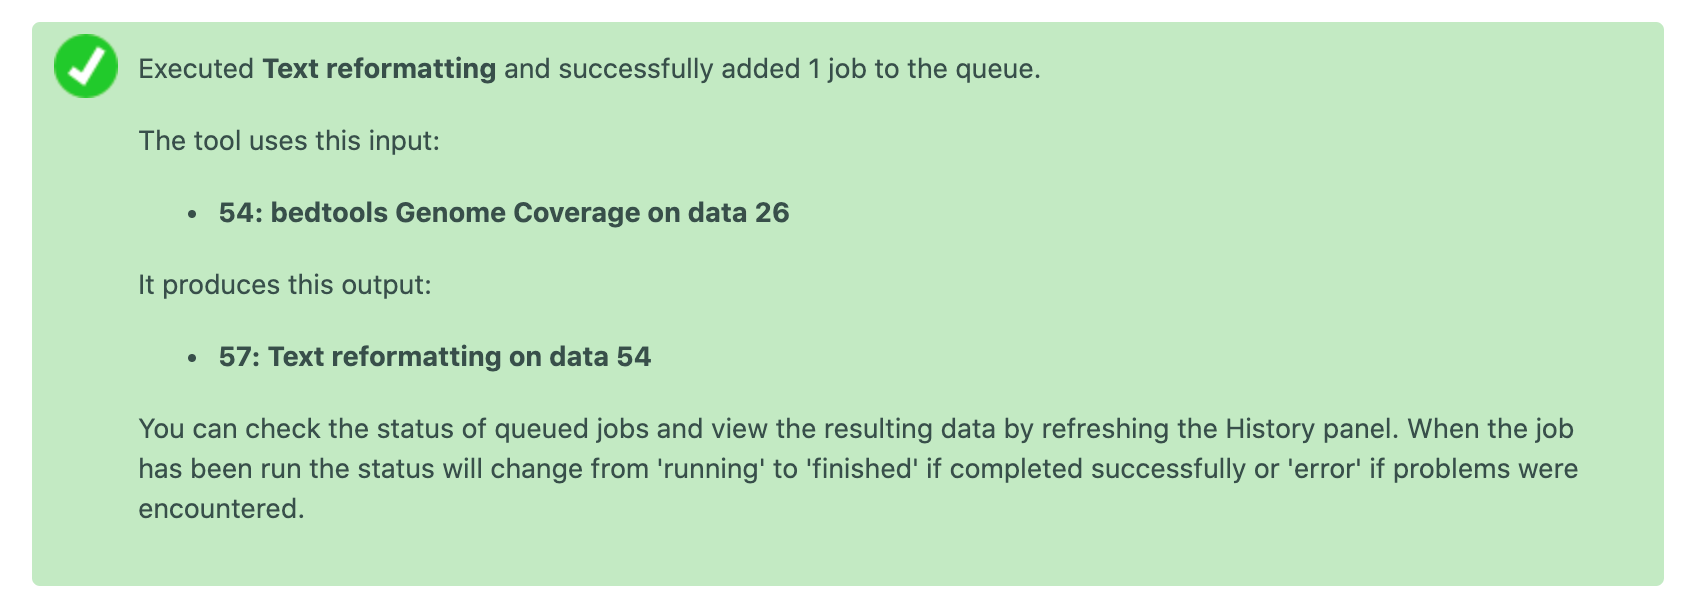 Executed Text reformatting and successfully added 1 job to the queue.
The tool uses this input:
• 54: bedtools Genome Coverage on data 26
It produces this output:
• 57: Text reformatting on data 54
You can check the status of queued jobs and view the resulting data by refreshing the History panel. When the job
has been run the status will change from 'running' to 'finished' if completed successfully or 'error' if problems were
encountered.